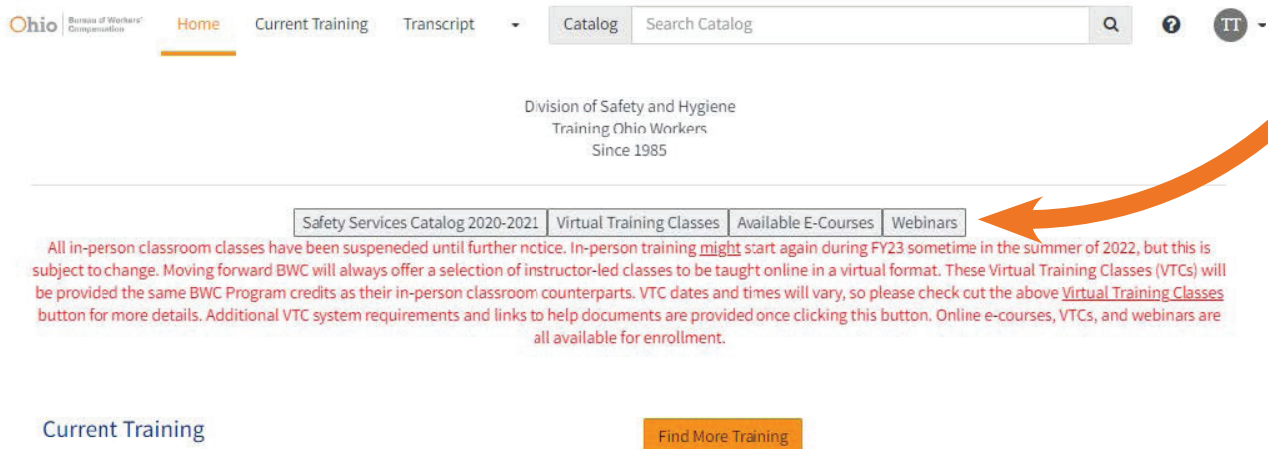 Ohio Bureau of Workers' Compensation Home Current Training Transcript Catalog Search Catalog ? TT
Division of Safety and Hygiene
Training Ohio Workers
Since 1985
Safety Services Catalog 2020-2021 Virtual Training Classes Available E-Courses Webinars
All in-person classroom classes have been suspeneded until further notice. In-person training might start again during FY23 sometime in the summer of 2022, but this is
subject to change. Moving forward BWC will always offer a selection of instructor-led classes to be taught online in a virtual format. These Virtual Training Classes (VTCs) will
be provided the same BWC Program credits as their in-person classroom counterparts. VTC dates and times will vary, so please check out the above Virtual Training Classes
button for more details. Additional VTC system requirements and links to help documents are provided once clicking this button. Online e-courses, VTCs, and webinars are
all available for enrollment.
Current Training Find More Training